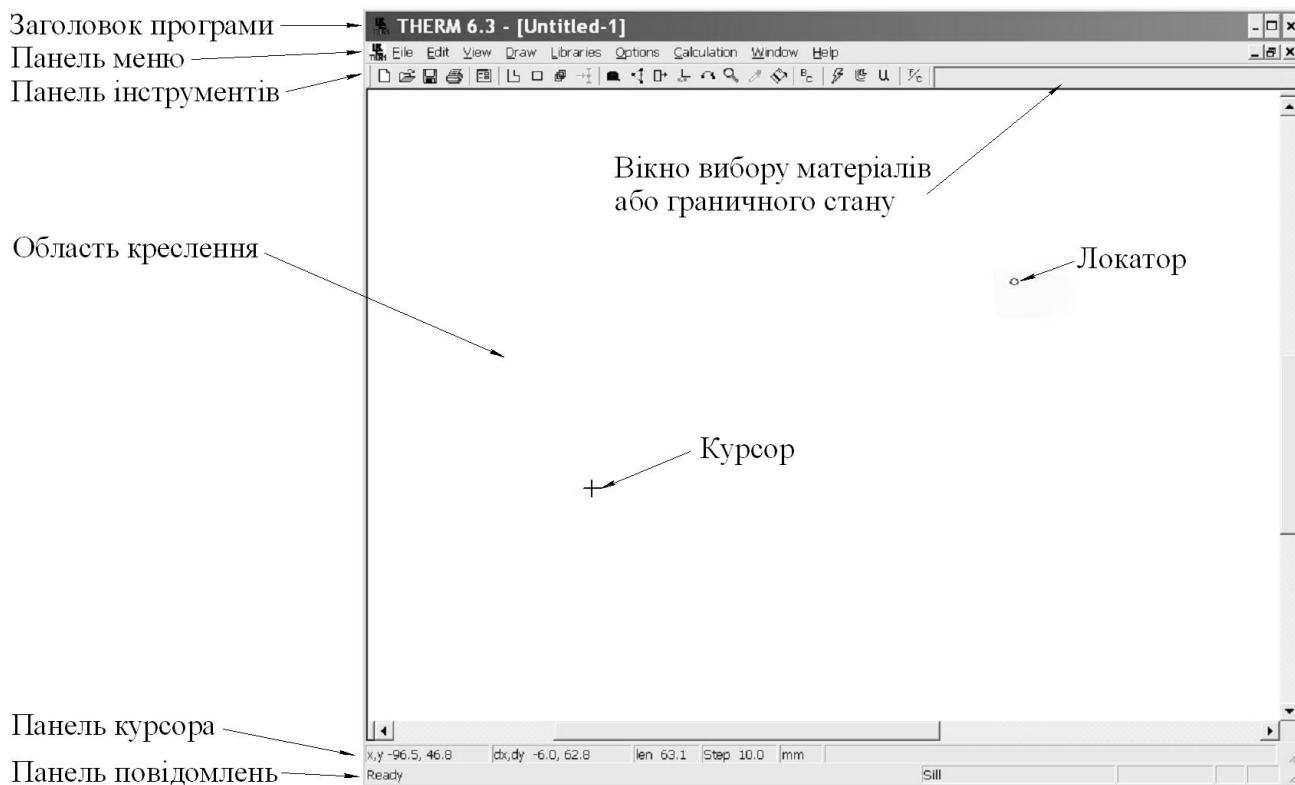 Заголовок програми
THERM 6.3 - [Untitled-1]
Панель меню
File Edit View Draw Libraries Options Calculation Window Help
Панель інструментів
Вікно вибору матеріалів
або граничного стану
Область креслення
Локатор
Курсор
Панель курсора
x,y -96.5, 46.8 dx,dy -6.0, 62.8 len 63.1 Step 10.0 mm
Панель повідомлень
Ready Sill